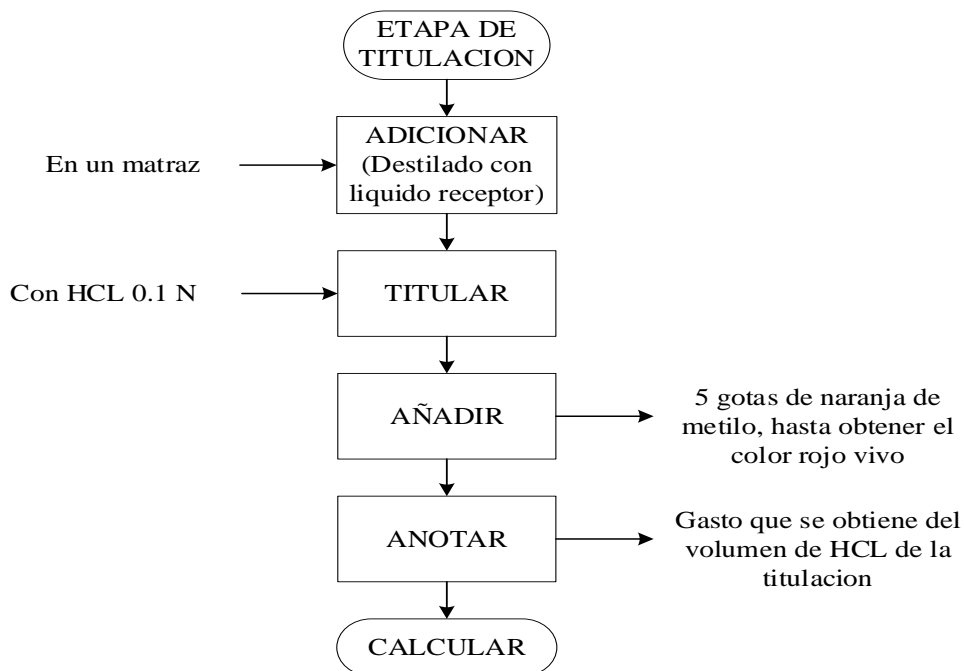 ETAPA DE
TITULACION
ADICIONAR
(Destilado con
liquido receptor)
En un matraz
TITULAR
Con HCL 0.1 N
AÑADIR
5 gotas de naranja de
metilo, hasta obtener el
color rojo vivo
ANOTAR
Gasto que se obtiene del
volumen de HCL de la
titulacion
CALCULAR